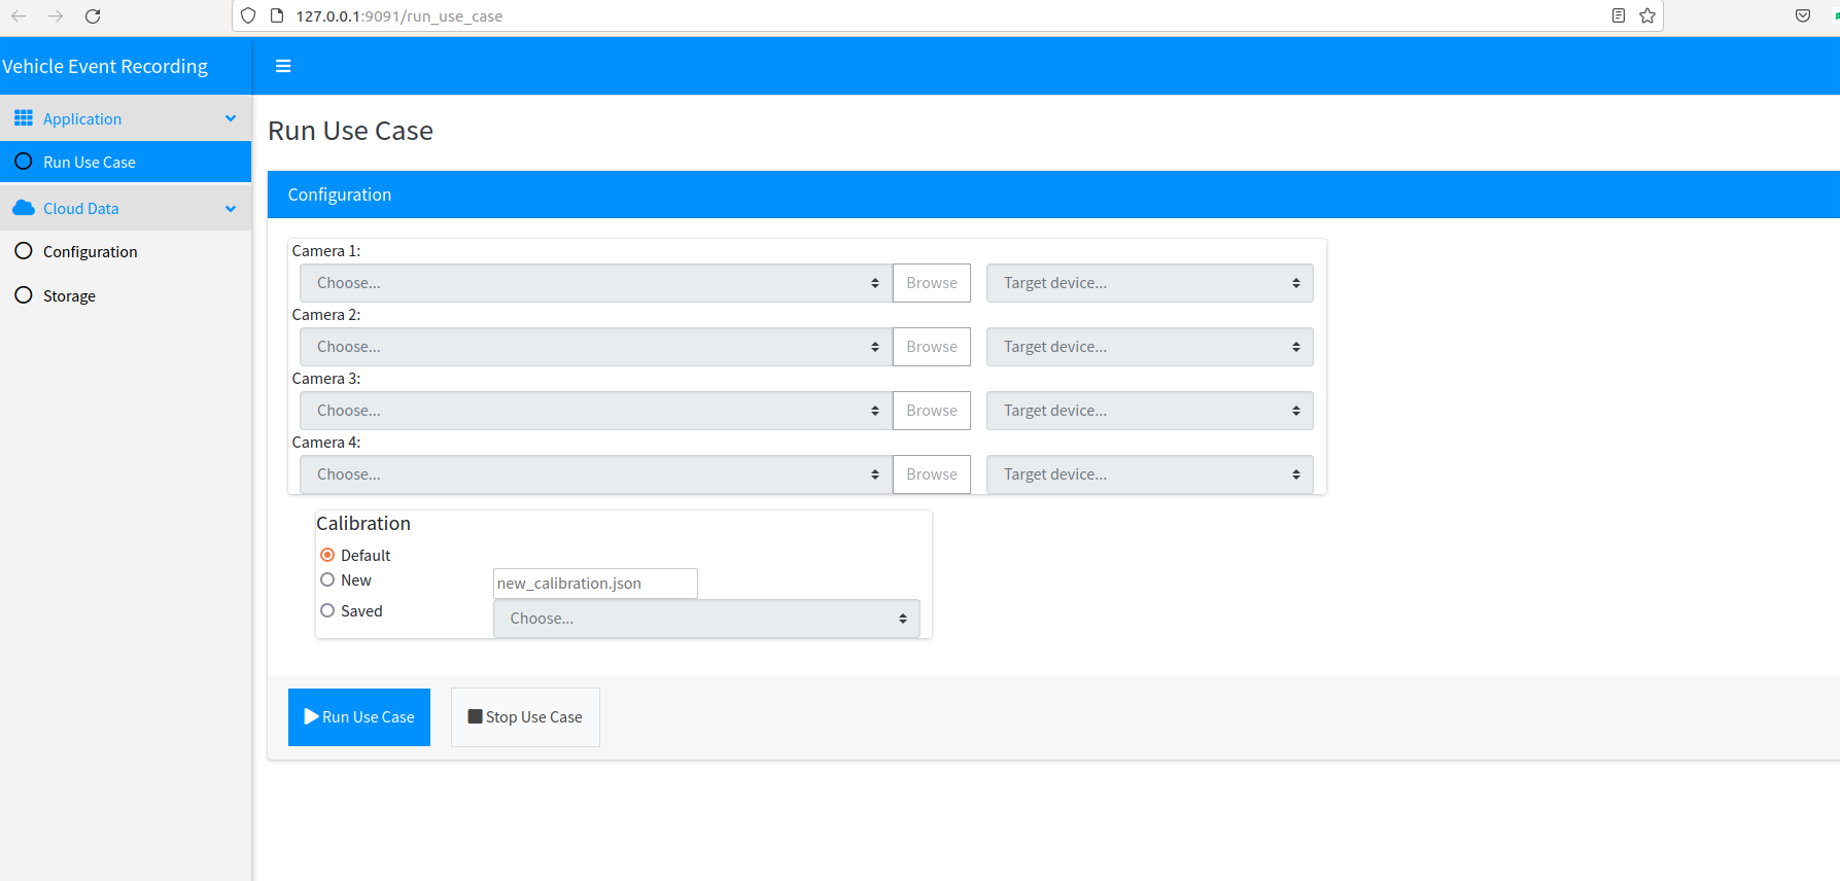 127.0.0.1:9091/run_use_case
Vehicle Event Recording
Application
Run Use Case
Cloud Data
Configuration
Storage
Run Use Case
Configuration
Camera 1:
Choose... Browse Target device...
Camera 2:
Choose... Browse Target device...
Camera 3:
Choose... Browse Target device...
Camera 4:
Choose... Browse Target device...
Calibration
Default
New new_calibration.json
Saved Choose...
Run Use Case Stop Use Case